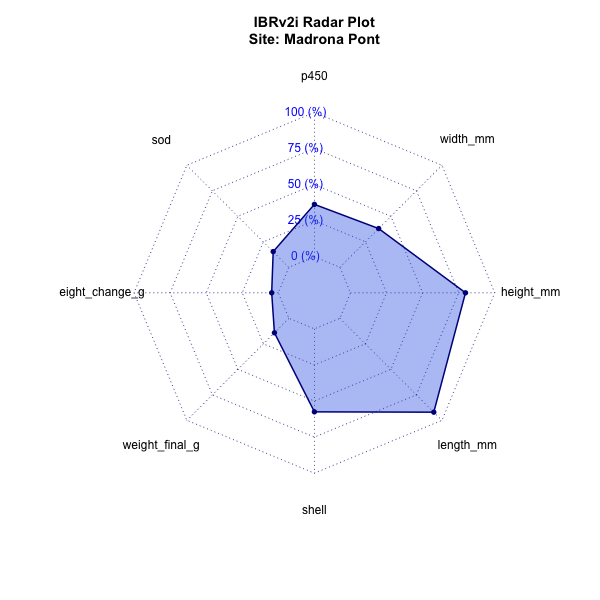 IBRv2i Radar Plot
Site: Madrona Pont
p450
100 (%)
sod
width_mm
75 (%)
50 (%)
25 (%)
0 (%)
eight_change_g
height_mm
weight_final_g
length_mm
shell